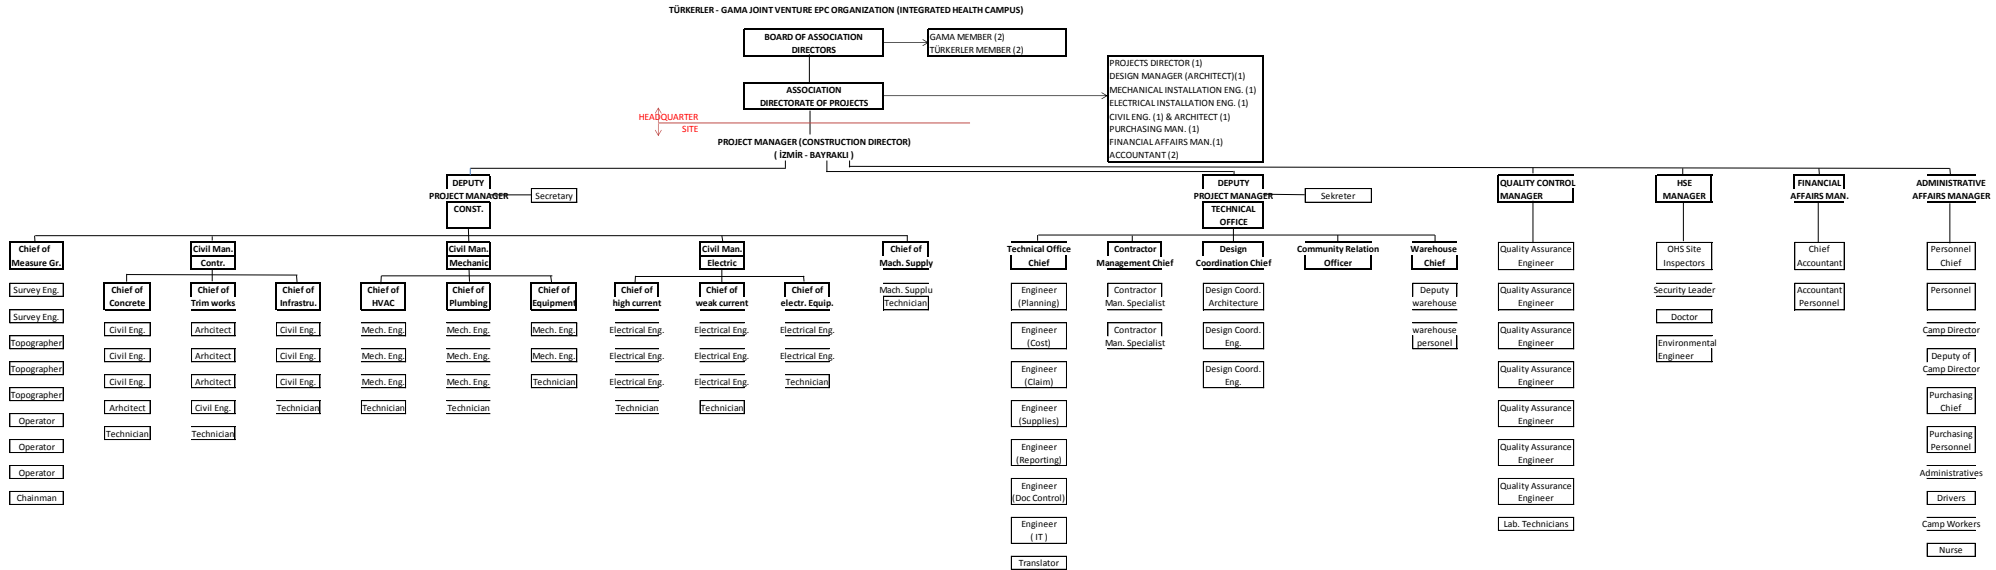 TÜRKERLER - GAMA JOINT VENTURE EPC ORGANIZATION (INTEGRATED HEALTH CAMPUS)
BOARD OF ASSOCIATION
DIRECTORS
GAMA MEMBER (2)
TÜRKERLER MEMBER (2)
ASSOCIATION
DIRECTORATE OF PROJECTS
PROJECTS DIRECTOR (1)
DESIGN MANAGER (ARCHITECT)(1)
MECHANICAL INSTALLATION ENG. (1)
ELECTRICAL INSTALLATION ENG. (1)
CIVIL ENG. (1) & ARCHITECT (1)
PURCHASING MAN. (1)
FINANCIAL AFFAIRS MAN.(1)
ACCOUNTANT (2)
HEADQUARTER
SITE
PROJECT MANAGER (CONSTRUCTION DIRECTOR)
( İZMİR - BAYRAKLI )
DEPUTY
PROJECT MANAGER
CONST.
Secretary
DEPUTY
PROJECT MANAGER
TECHNICAL
OFFICE
Sekreter
QUALITY CONTROL
MANAGER
HSE
MANAGER
FINANCIAL
AFFAIRS MAN.
ADMINISTRATIVE
AFFAIRS MANAGER
Chief of
Measure Gr.
Survey Eng.
Survey Eng.
Topographer
Topographer
Topographer
Operator
Operator
Operator
Chainman
Civil Man.
Contr.
Chief of
Concrete
Civil Eng.
Civil Eng.
Civil Eng.
Arhcitect
Technician
Chief of
Trim works
Arhcitect
Arhcitect
Arhcitect
Civil Eng.
Technician
Chief of
Infrastru.
Civil Eng.
Civil Eng.
Civil Eng.
Technician
Civil Man.
Mechanic
Chief of
HVAC
Mech. Eng.
Mech. Eng.
Mech. Eng.
Technician
Chief of
Plumbing
Mech. Eng.
Mech. Eng.
Mech. Eng.
Technician
Chief of
Equipment
Mech. Eng.
Mech. Eng.
Technician
Civil Man.
Electric
Chief of
high current
Electrical Eng.
Electrical Eng.
Electrical Eng.
Technician
Chief of
weak current
Electrical Eng.
Electrical Eng.
Electrical Eng.
Technician
Chief of
electr. Equip.
Electrical Eng.
Electrical Eng.
Technician
Chief of
Mach. Supply
Mach. Supplu
Technician
Technical Office
Chief
Engineer
(Planning)
Engineer
(Cost)
Engineer
(Claim)
Engineer
(Supplies)
Engineer
(Reporting)
Engineer
(Doc Control)
Engineer
( IT )
Translator
Contractor
Management Chief
Contractor
Man. Specialist
Contractor
Man. Specialist
Design
Coordination Chief
Design Coord.
Architecture
Design Coord.
Eng.
Design Coord.
Eng.
Community Relation
Officer
Warehouse
Chief
Deputy
warehouse
warehouse
personel
Quality Assurance
Engineer
Quality Assurance
Engineer
Quality Assurance
Engineer
Quality Assurance
Engineer
Quality Assurance
Engineer
Quality Assurance
Engineer
Quality Assurance
Engineer
Lab. Technicians
OHS Site
Inspectors
Security Leader
Doctor
Environmental
Engineer
Chief
Accountant
Accountant
Personnel
Personnel
Chief
Personnel
Camp Director
Deputy of
Camp Director
Purchasing
Chief
Purchasing
Personnel
Administratives
Drivers
Camp Workers
Nurse